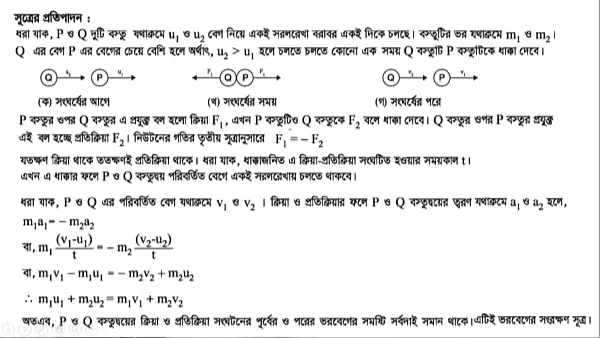 সূত্রের প্রতিপাদন :
ধরা যাক, P ও Q দুটি বস্তু যথাক্রমে u₁ ও u₂ বেগ নিয়ে একই সরলরেখা বরাবর একই দিকে চলছে। বস্তুটির ভর যথাক্রমে m₁ ও m₂।
Q এর বেগ P এর বেগের চেয়ে বেশি হলে অর্থাৎ, u₂ > u₁ হলে চলতে চলতে কোনো এক সময় Q বস্তুটি P বস্তুটিকে ধাক্কা দেবে।
Q u₂ P u₁ F₁ Q P F₂ Q P
(ক) সংঘর্ষের আগে (খ) সংঘর্ষের সময় (গ) সংঘর্ষের পরে
P বস্তুর ওপর Q বস্তুর এ প্রযুক্ত বল হলো ক্রিয়া F₁, এখন P বস্তুটিও Q বস্তুকে F₂ বলে ধাক্কা দেবে। Q বস্তুর ওপর P বস্তুর প্রযুক্ত
এই বল হচ্ছে প্রতিক্রিয়া F₂। নিউটনের গতির তৃতীয় সূত্রানুসারে F₁ = – F₂
যতক্ষণ ক্রিয়া থাকে ততক্ষণই প্রতিক্রিয়া থাকে। ধরা যাক, ধাক্কাজনিত এ ক্রিয়া-প্রতিক্রিয়া সংঘটিত হওয়ার সময়কাল t।
এখন এ ধাক্কার ফলে P ও Q বস্তুদ্বয় পরিবর্তিত বেগে একই সরলরেখায় চলতে থাকবে।
ধরা যাক, P ও Q এর পরিবর্তিত বেগ যথাক্রমে v₁ ও v₂ । ক্রিয়া ও প্রতিক্রিয়ার ফলে P ও Q বস্তুদ্বয়ের ত্বরণ যথাক্রমে a₁ ও a₂ হলে,
m₁a₁ = – m₂a₂
বা, m₁ (v₁-u₁)/t = – m₂ (v₂-u₂)/t
বা, m₁v₁ – m₁u₁ = – m₂v₂ + m₂u₂
∴ m₁u₁ + m₂u₂ = m₁v₁ + m₂v₂
অতএব, P ও Q বস্তুদ্বয়ের ক্রিয়া ও প্রতিক্রিয়া সংঘটনের পূর্বের ও পরের ভরবেগের সমষ্টি সর্বদাই সমান থাকে।এটিই ভরবেগের সংরক্ষণ সূত্র।